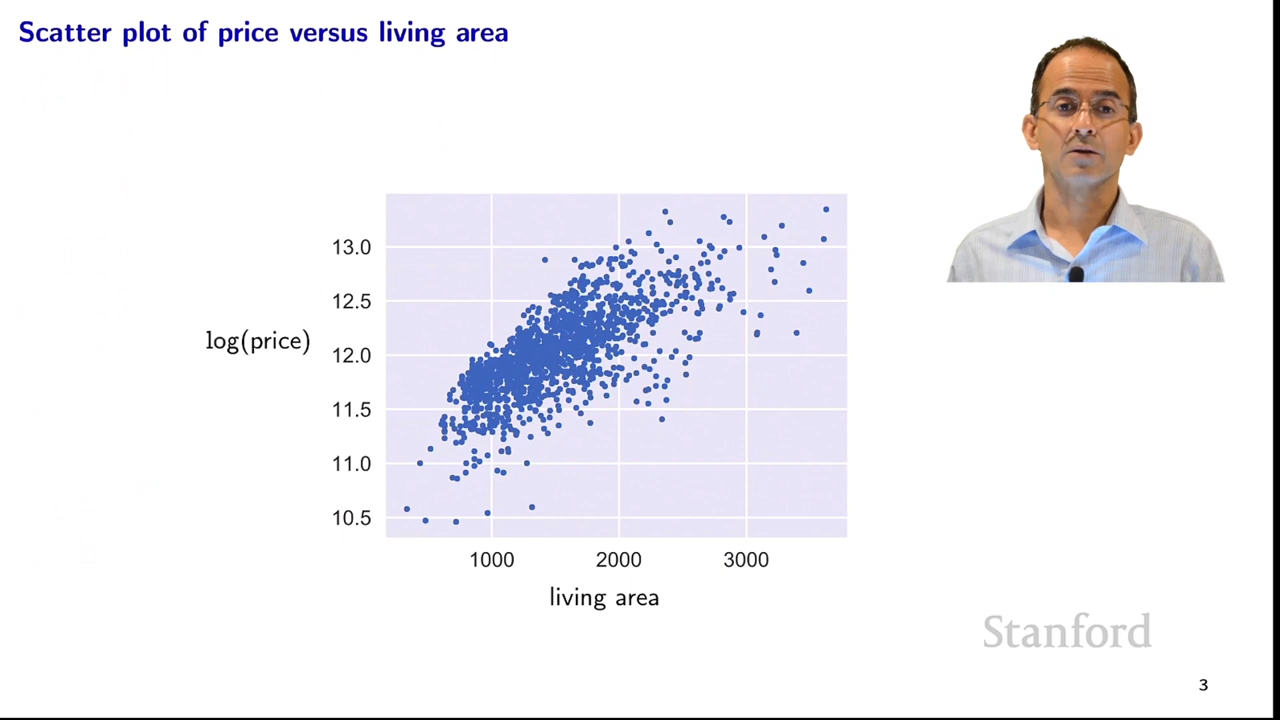 Scatter plot of price versus living area
13.0
12.5
log(price)
12.0
11.5
11.0
10.5
1000 2000 3000
living area
Stanford
3